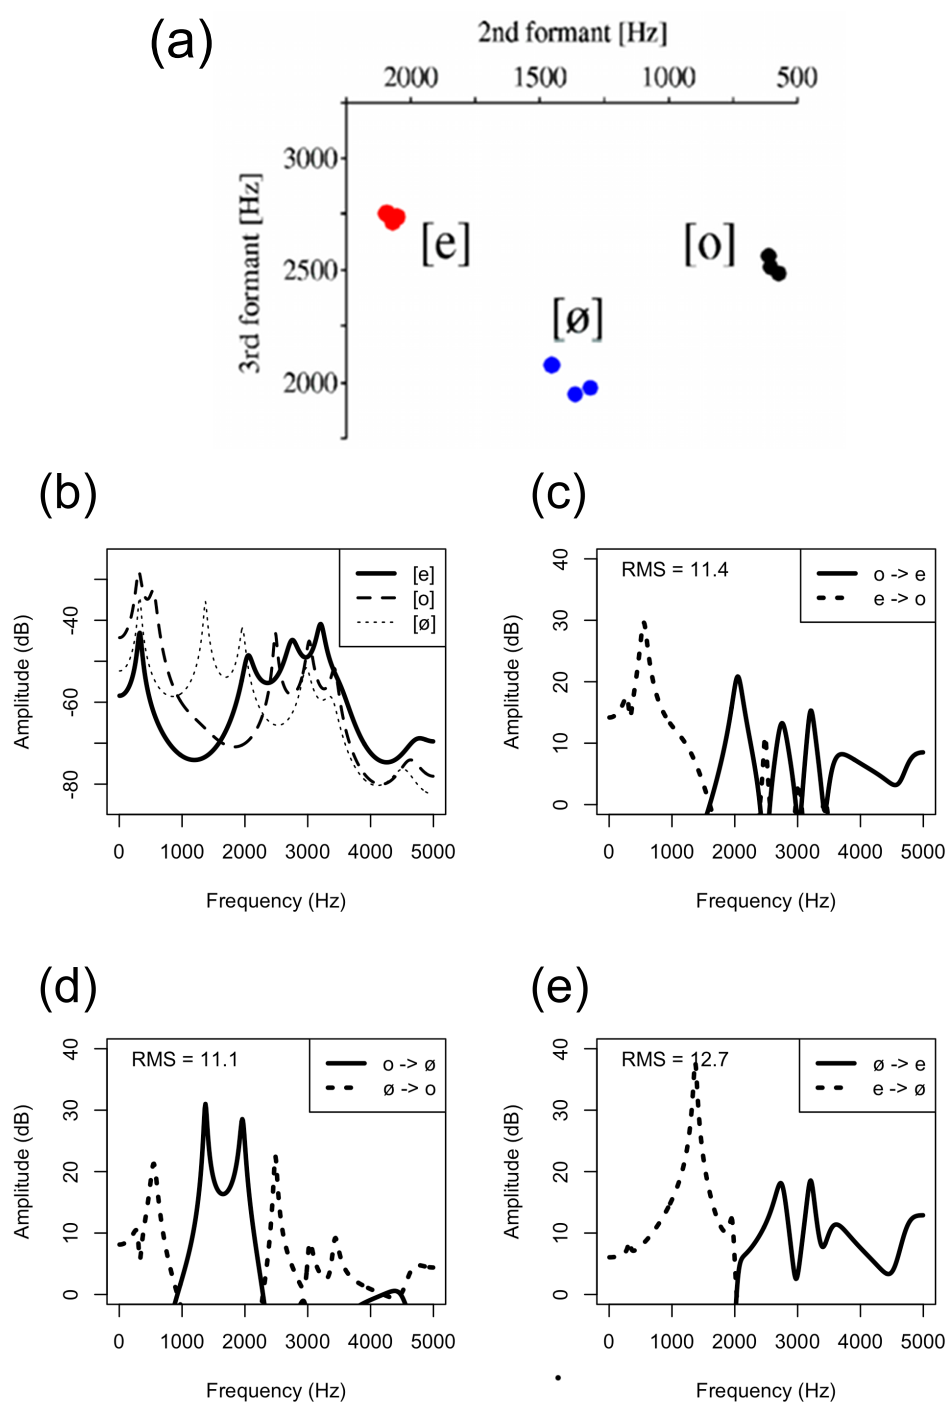 (a)
2nd formant [Hz]
2000 1500 1000 500
3rd formant [Hz]
3000
2500
2000
[e]
[o]
[ø]
(b)
Amplitude (dB)
-40
-60
-80
[e]
[o]
[ø]
0 1000 2000 3000 4000 5000
Frequency (Hz)
(c)
Amplitude (dB)
40
30
20
10
0
RMS = 11.4
o -> e
e -> o
0 1000 2000 3000 4000 5000
Frequency (Hz)
(d)
Amplitude (dB)
40
30
20
10
0
RMS = 11.1
o -> ø
ø -> o
0 1000 2000 3000 4000 5000
Frequency (Hz)
(e)
Amplitude (dB)
40
30
20
10
0
RMS = 12.7
ø -> e
e -> ø
0 1000 2000 3000 4000 5000
Frequency (Hz)